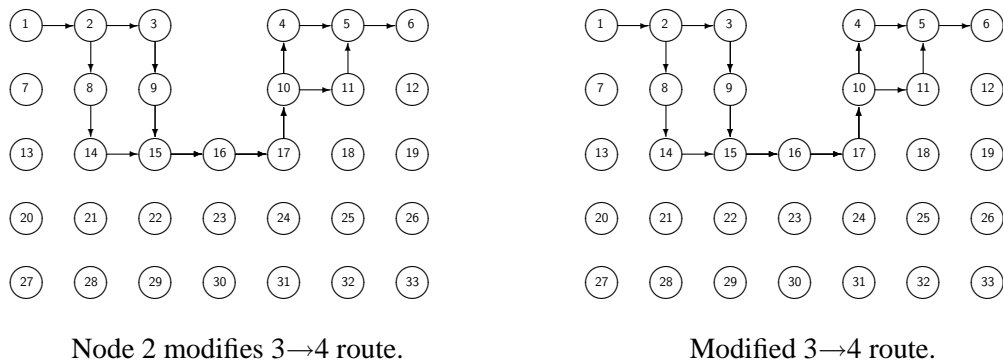 1 2 3 4 5 6 1 2 3 4 5 6
7 8 9 10 11 12 7 8 9 10 11 12
13 14 15 16 17 18 19 13 14 15 16 17 18 19
20 21 22 23 24 25 26 20 21 22 23 24 25 26
27 28 29 30 31 32 33 27 28 29 30 31 32 33
Node 2 modifies 3→4 route. Modified 3→4 route.